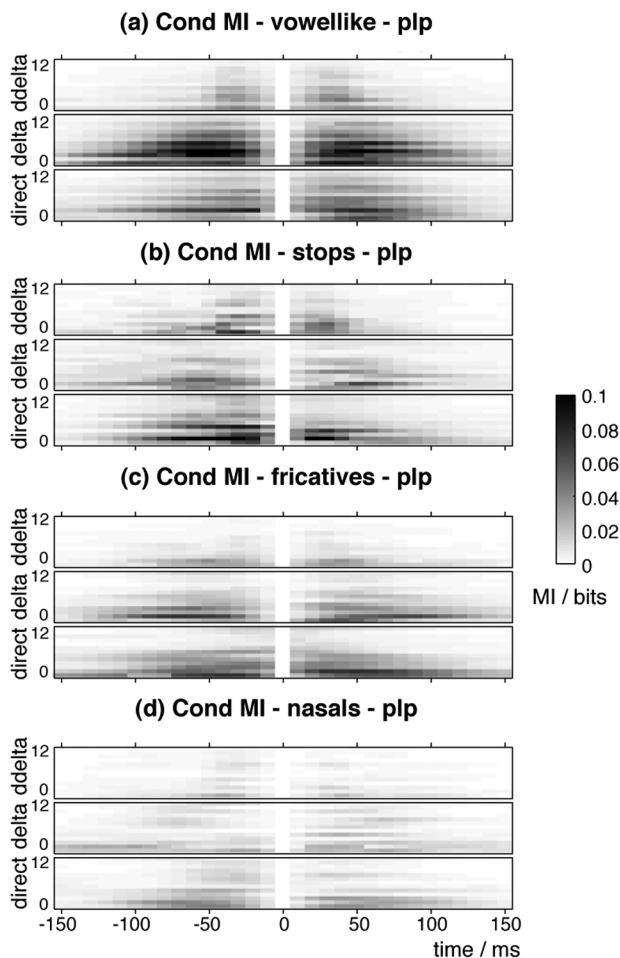 (a) Cond MI - vowellike - plp
12
ddelta
0
12
delta
0
12
direct
0
(b) Cond MI - stops - plp
12
ddelta
0
12
delta
0
12
direct
0
0.1
0.08
0.06
0.04
0.02
0
MI / bits
(c) Cond MI - fricatives - plp
12
ddelta
0
12
delta
0
12
direct
0
(d) Cond MI - nasals - plp
12
ddelta
0
12
delta
0
12
direct
0
-150 -100 -50 0 50 100 150
time / ms